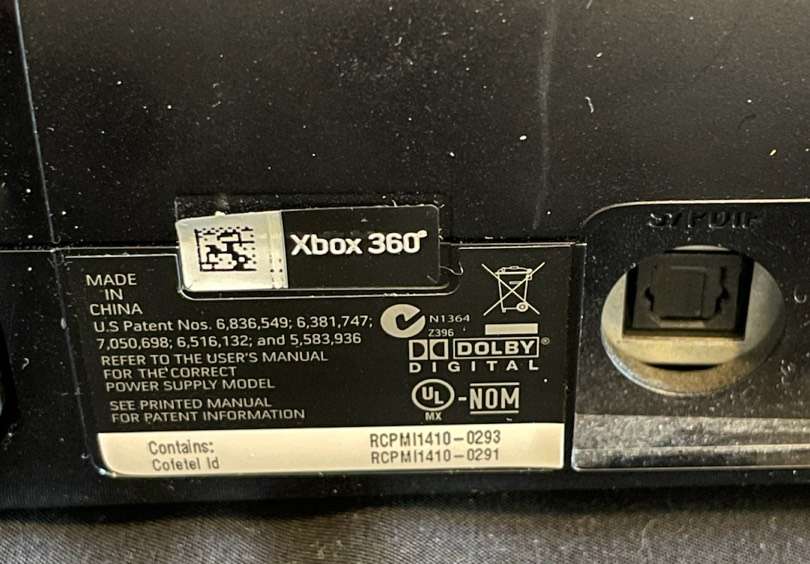 S/PDIF
Xbox 360
MADE
IN
CHINA
U.S Patent Nos. 6,836,549; 6,381,747;
7,050,698; 6,516,132; and 5,583,936
REFER TO THE USER'S MANUAL
FOR THE CORRECT
POWER SUPPLY MODEL
SEE PRINTED MANUAL
FOR PATENT INFORMATION
N1364
Z396
DOLBY®
DIGITAL
UL-NOM
MX
Contains: RCPMI1410-0293
Cofetel Id RCPMI1410-0291